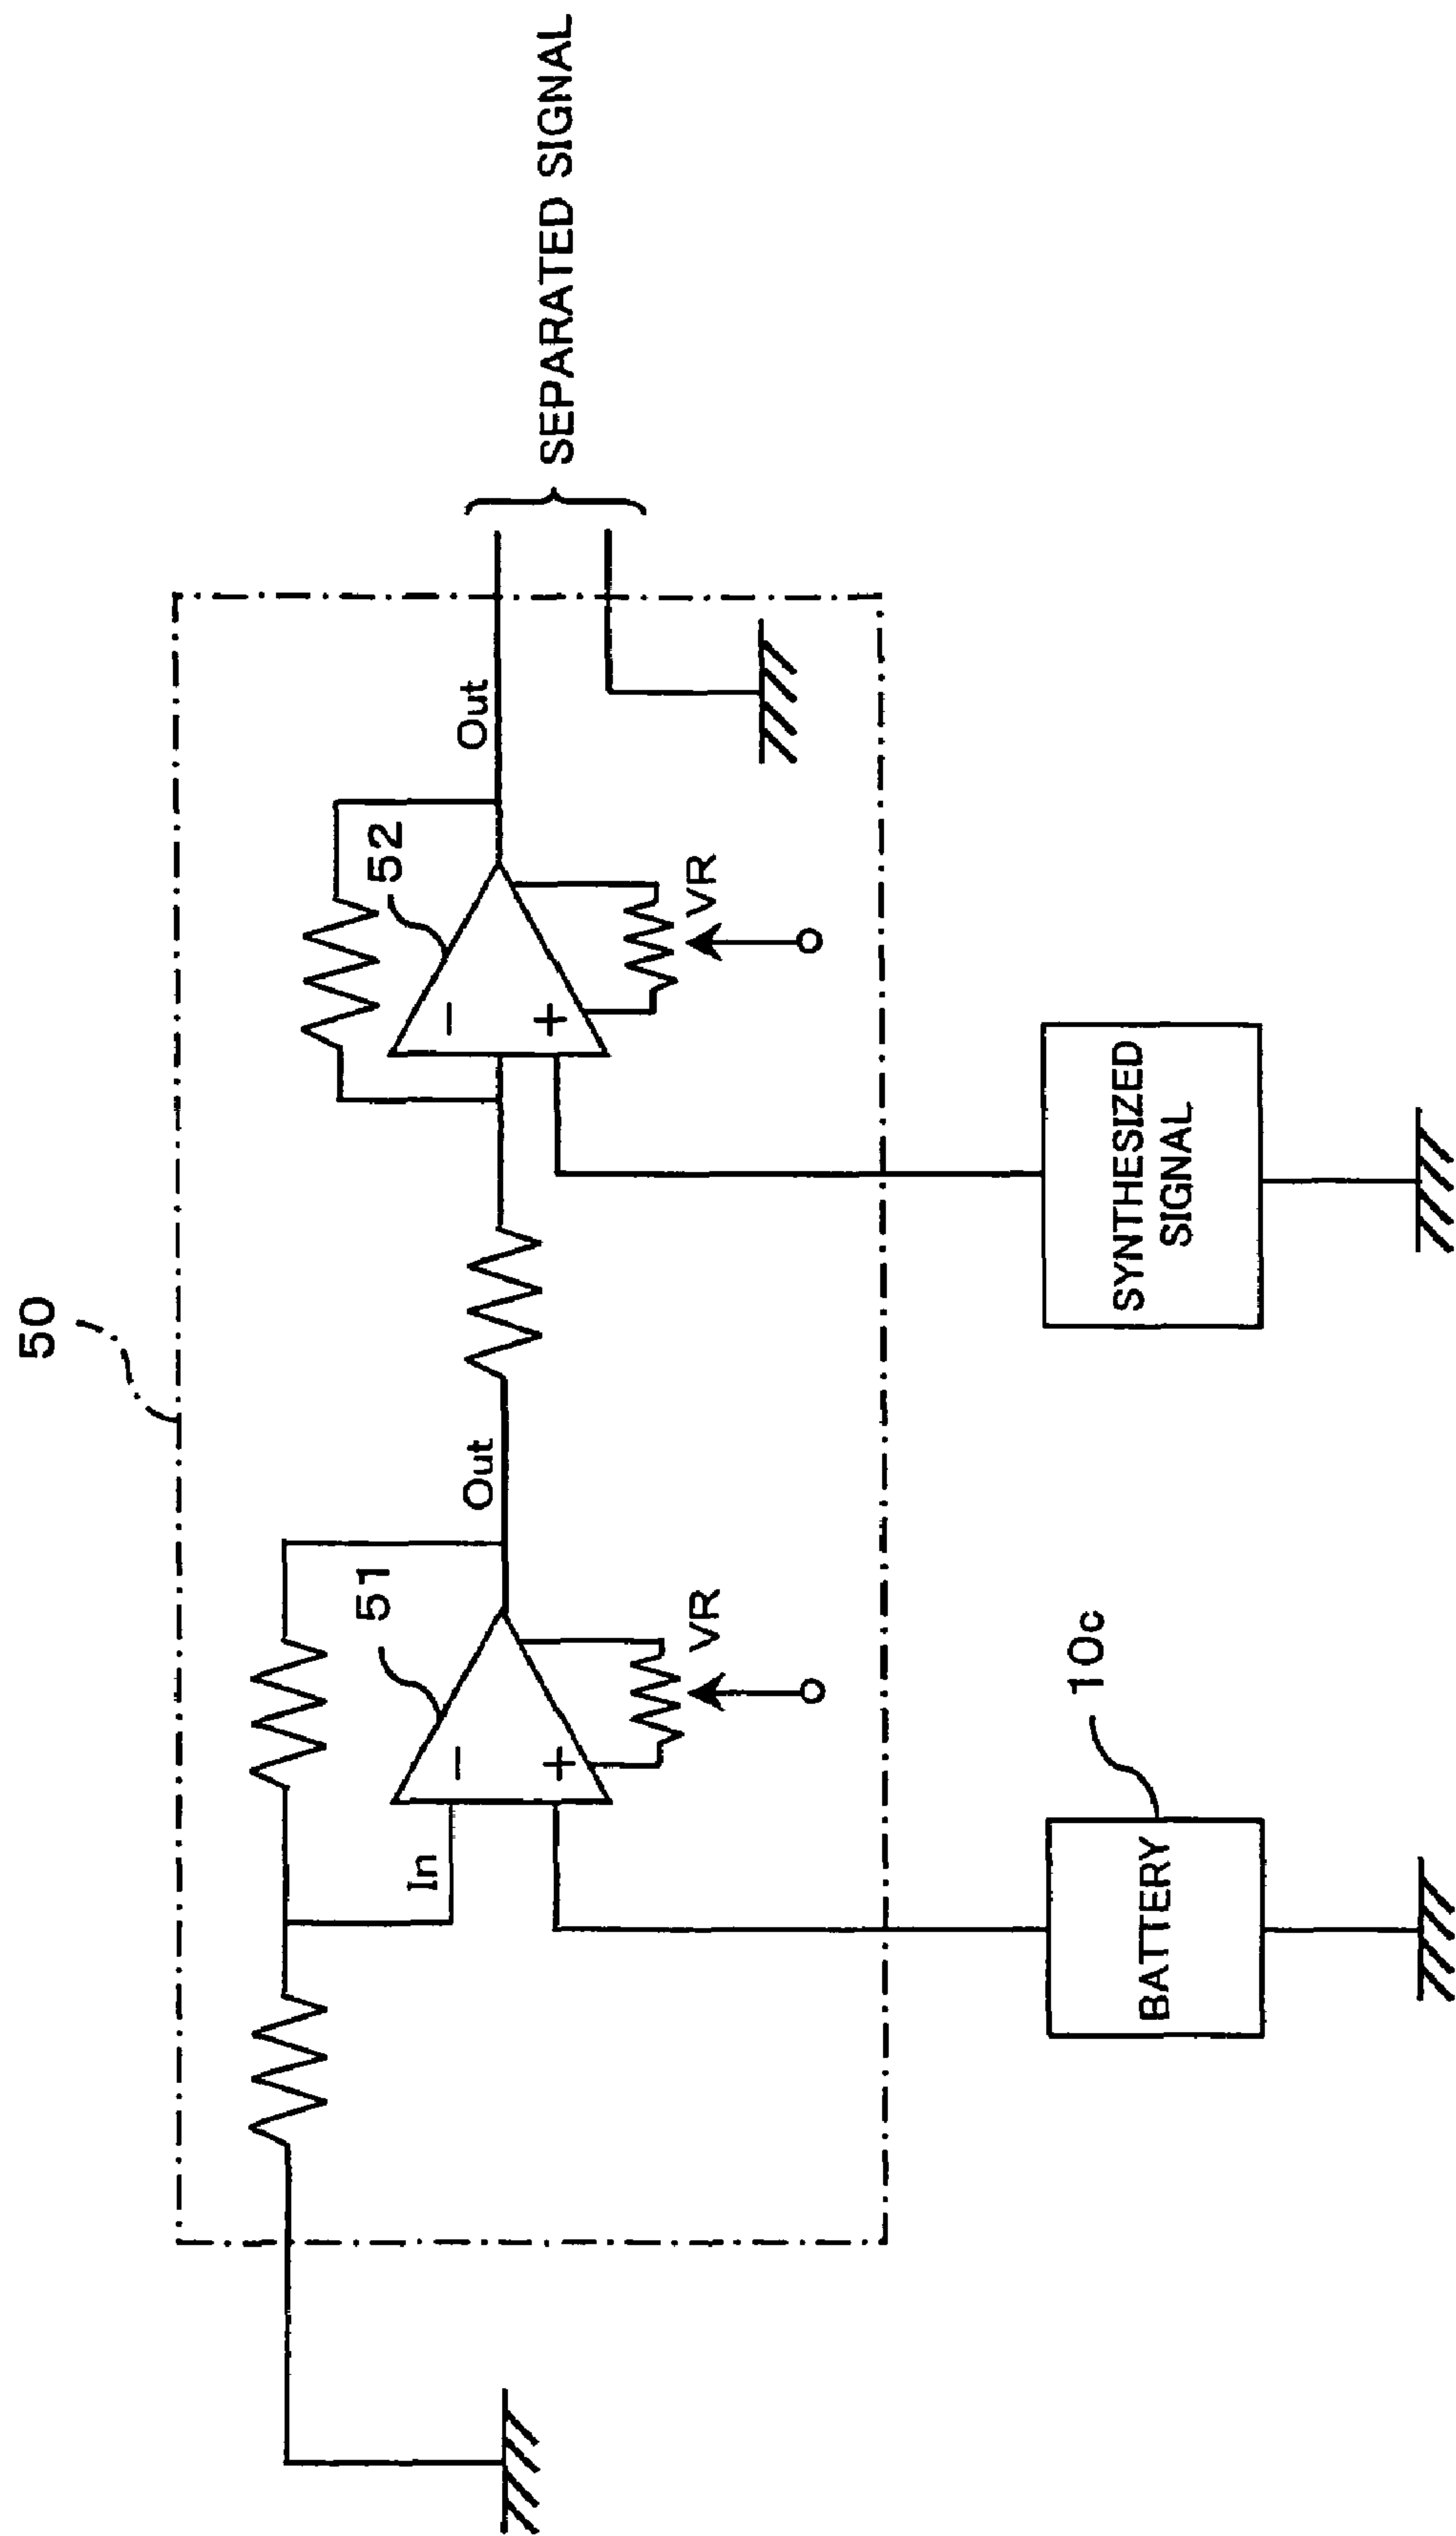 50
51
In
−
+
Out
VR
52
−
+
Out
VR
SEPARATED SIGNAL
BATTERY
10c
SYNTHESIZED
SIGNAL